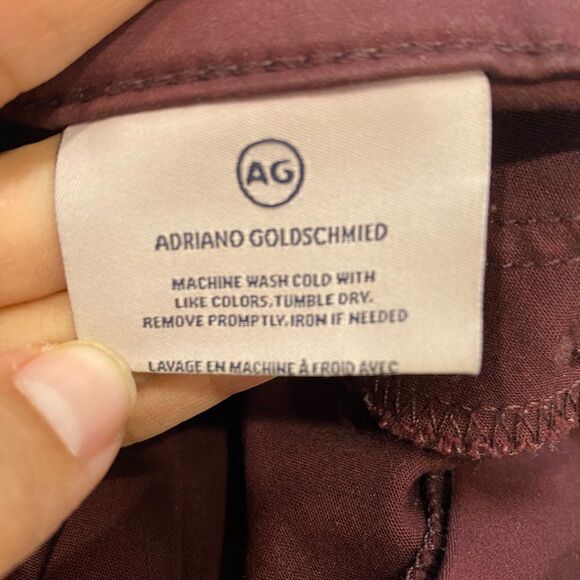 AG
ADRIANO GOLDSCHMIED
MACHINE WASH COLD WITH
LIKE COLORS. TUMBLE DRY.
REMOVE PROMPTLY. IRON IF NEEDED
LAVAGE EN MACHINE À FROID AVEC